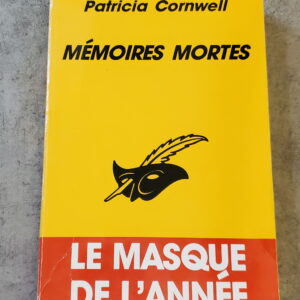 Patricia Cornwell
MÉMOIRES MORTES
LE MASQUE
DE L'ANNÉE